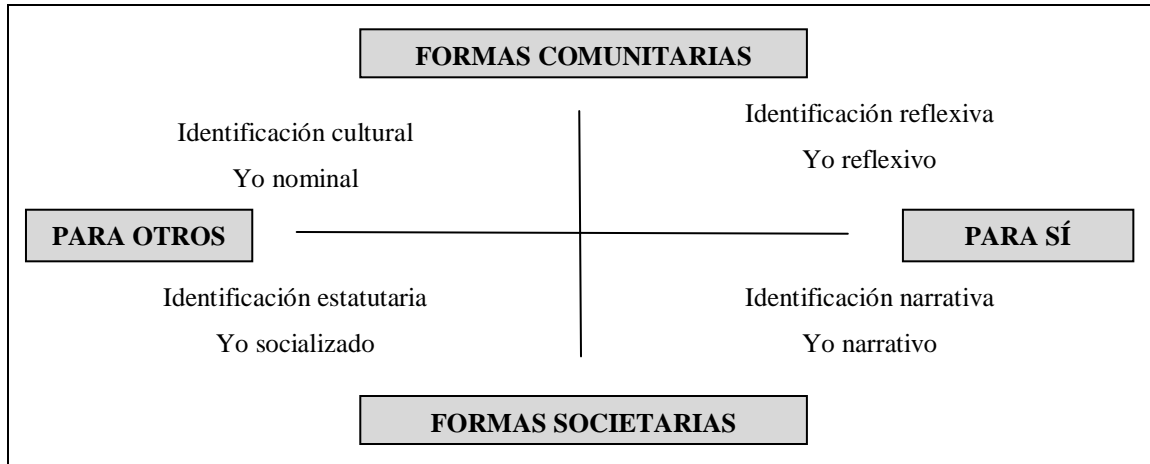 FORMAS COMUNITARIAS
Identificación cultural
Yo nominal
Identificación reflexiva
Yo reflexivo
PARA OTROS
PARA SÍ
Identificación estatutaria
Yo socializado
Identificación narrativa
Yo narrativo
FORMAS SOCIETARIAS